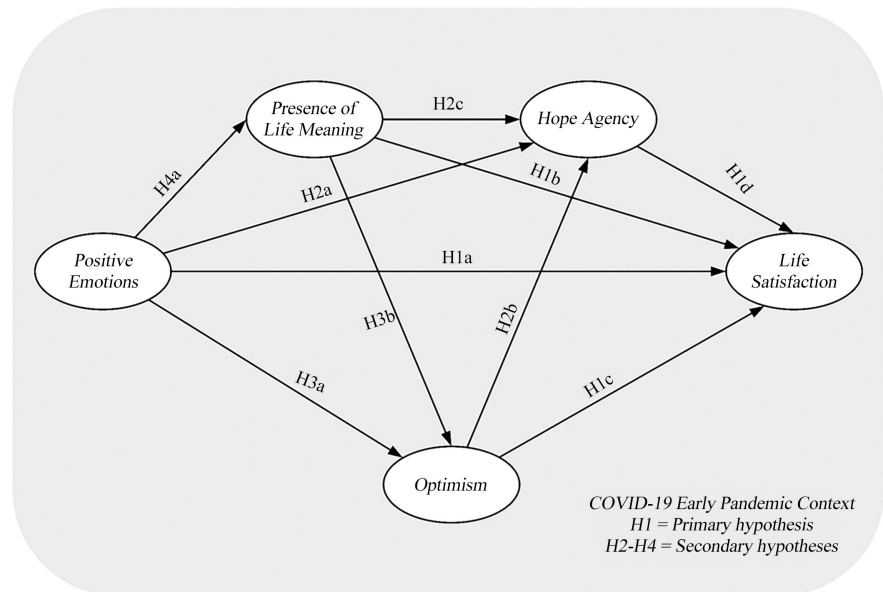 Presence of
Life Meaning
H2c
Hope Agency
H4a
H2a
H1b
H1d
Positive
Emotions
H1a
Life
Satisfaction
H3b
H2b
H3a
H1c
Optimism
COVID-19 Early Pandemic Context
H1 = Primary hypothesis
H2-H4 = Secondary hypotheses